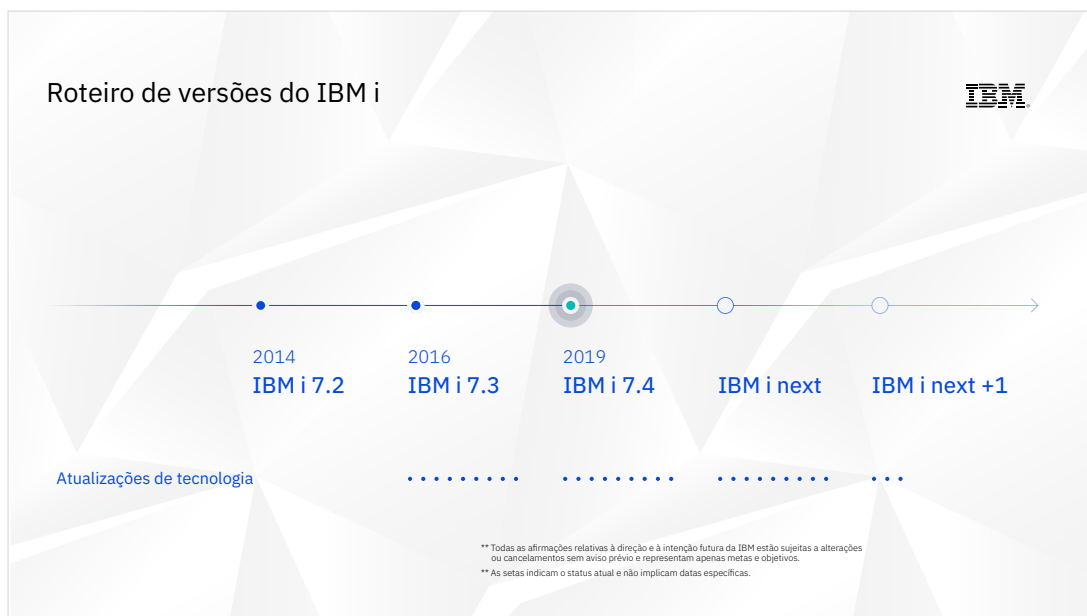 Roteiro de versões do IBM i
IBM
2014
IBM i 7.2
2016
IBM i 7.3
2019
IBM i 7.4
IBM i next
IBM i next +1
Atualizações de tecnologia
** Todas as afirmações relativas à direção e à intenção futura da IBM estão sujeitas a alterações
ou cancelamentos sem aviso prévio e representam apenas metas e objetivos.
** As setas indicam o status atual e não implicam datas específicas.